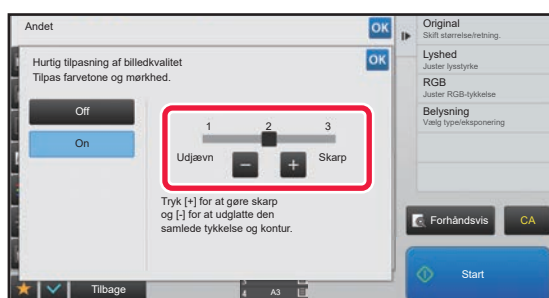 Andet
OK
Hurtig tilpasning af billedkvalitet
Tilpas farvetone og mørkhed.
OK
Off
On
1 2 3
Udjævn - + Skarp
Tryk [+] for at gøre skarp
og [-] for at udglatte den
samlede tykkelse og kontur.
Tilbage
A3
Original
Skift størrelse/retning.
Lyshed
Juster lysstyrke
RGB
Juster RGB-tykkelse
Belysning
Vælg type/eksponering
Forhåndsvis
CA
Start